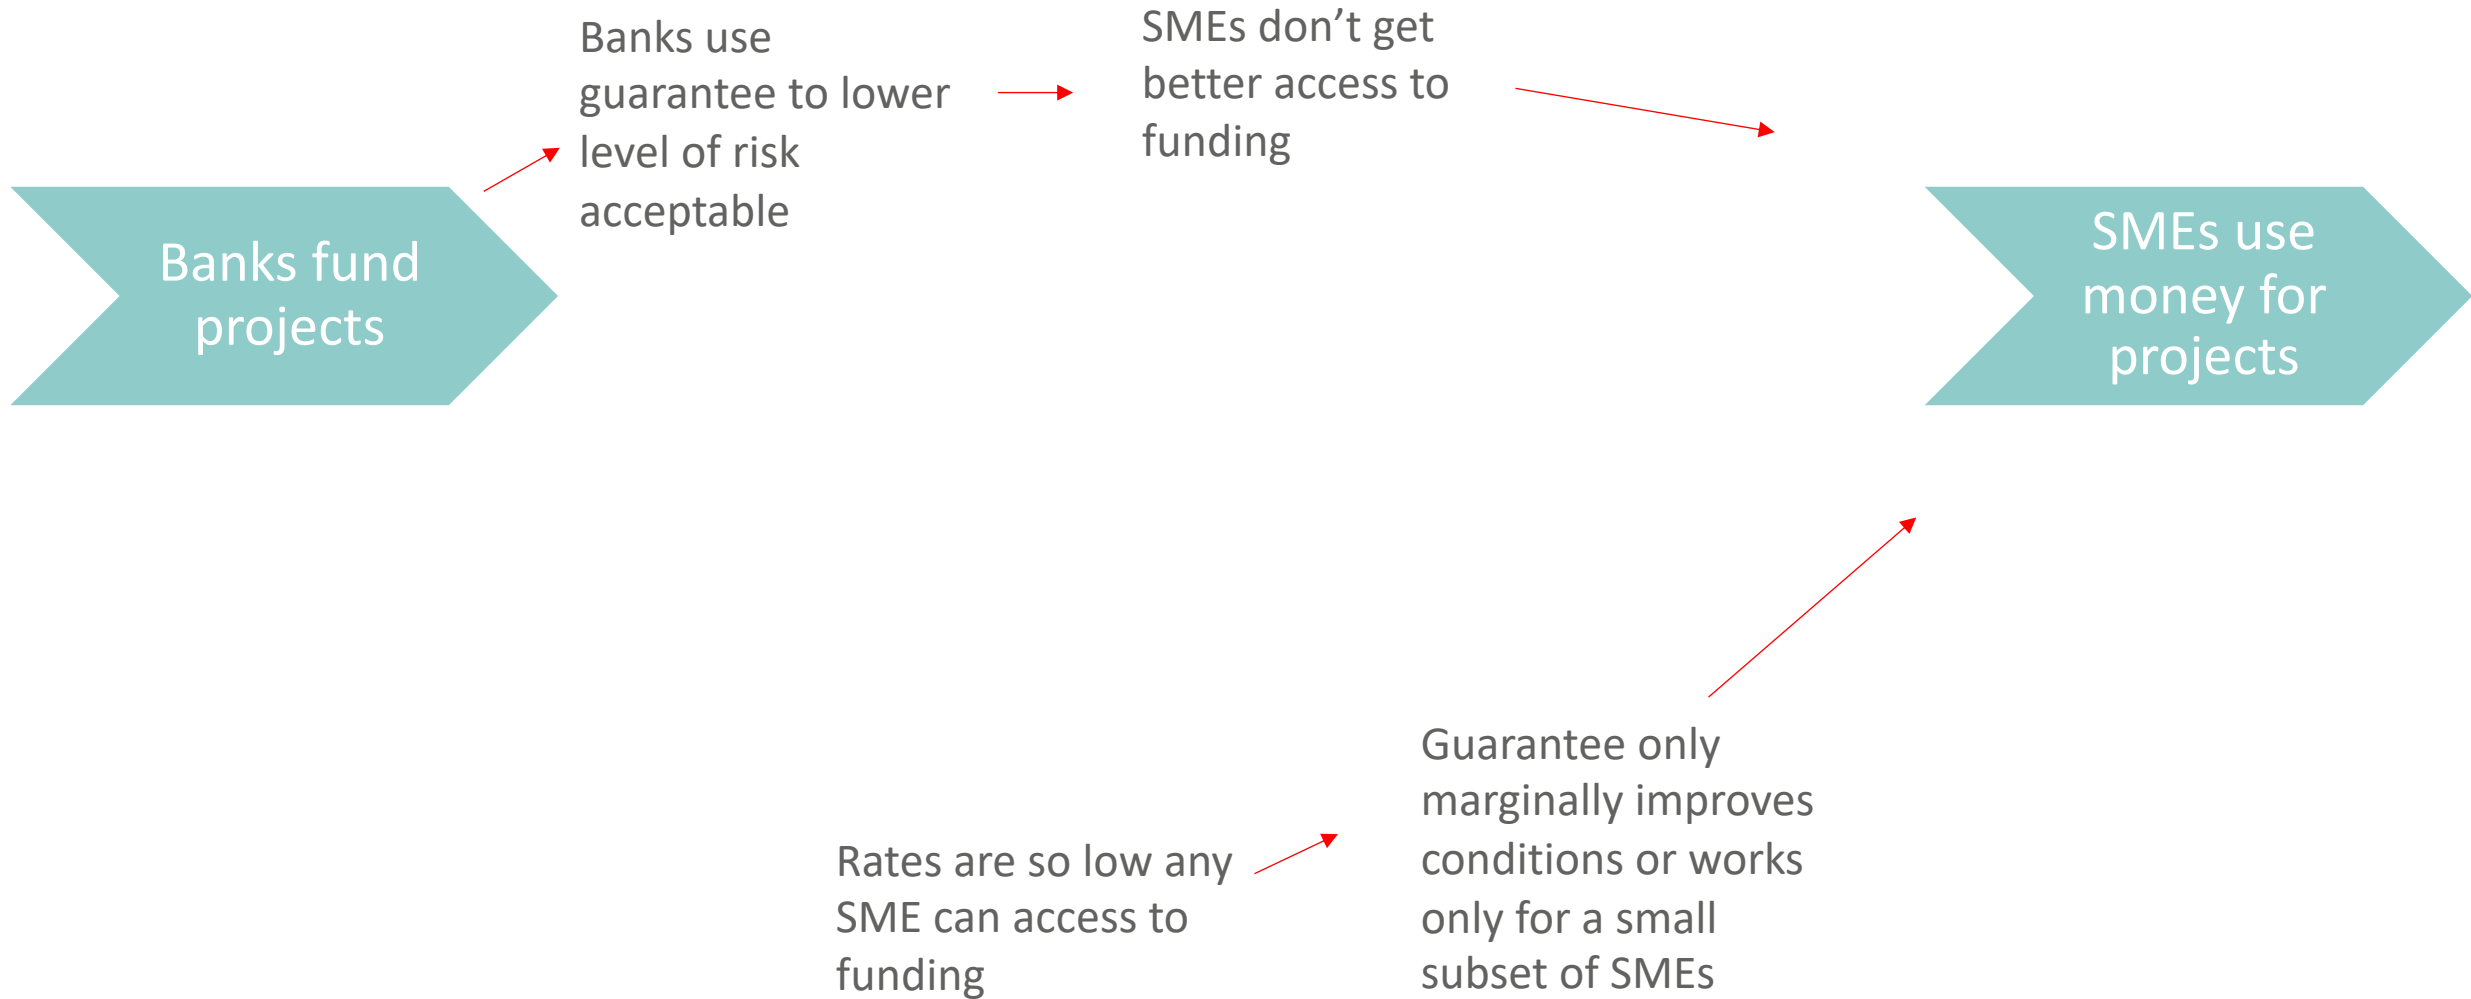 Banks use
guarantee to lower
level of risk
acceptable
SMEs don’t get
better access to
funding
Banks fund
projects
SMEs use
money for
projects
Rates are so low any
SME can access to
funding
Guarantee only
marginally improves
conditions or works
only for a small
subset of SMEs